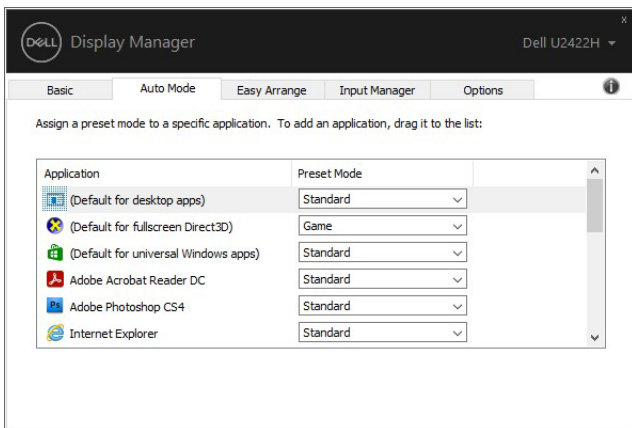 x
DELL Display Manager Dell U2422H
Basic Auto Mode Easy Arrange Input Manager Options
Assign a preset mode to a specific application. To add an application, drag it to the list:
Application Preset Mode
(Default for desktop apps) Standard
(Default for fullscreen Direct3D) Game
(Default for universal Windows apps) Standard
Adobe Acrobat Reader DC Standard
Ps Adobe Photoshop CS4 Standard
Internet Explorer Standard